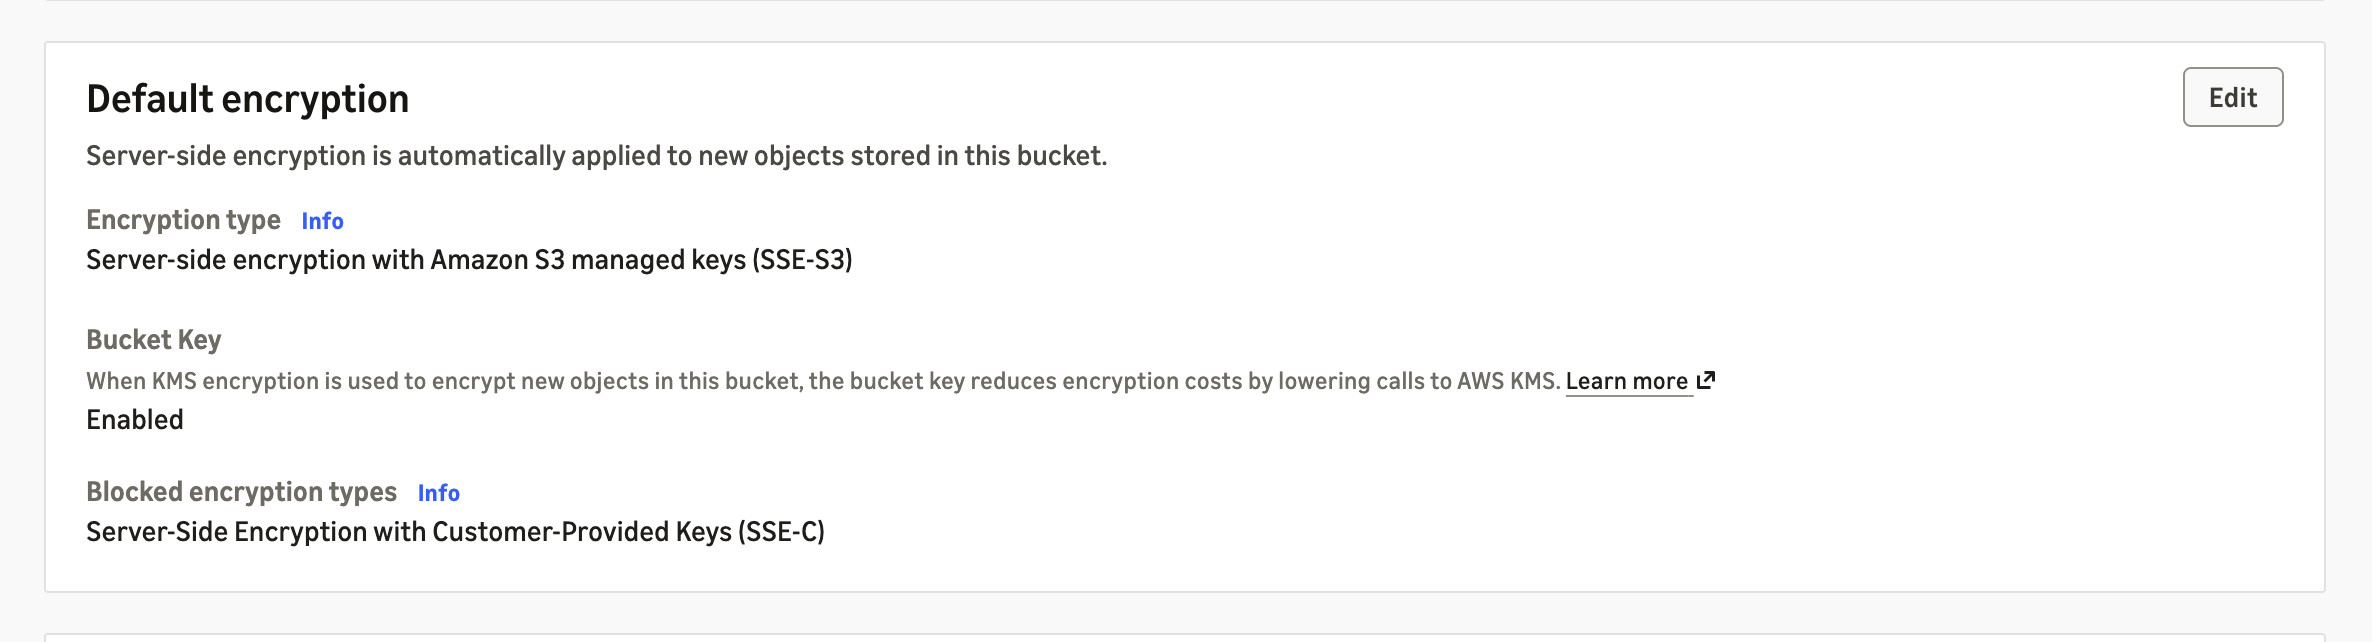 Default encryption
Edit
Server-side encryption is automatically applied to new objects stored in this bucket.
Encryption type Info
Server-side encryption with Amazon S3 managed keys (SSE-S3)
Bucket Key
When KMS encryption is used to encrypt new objects in this bucket, the bucket key reduces encryption costs by lowering calls to AWS KMS. Learn more
Enabled
Blocked encryption types Info
Server-Side Encryption with Customer-Provided Keys (SSE-C)